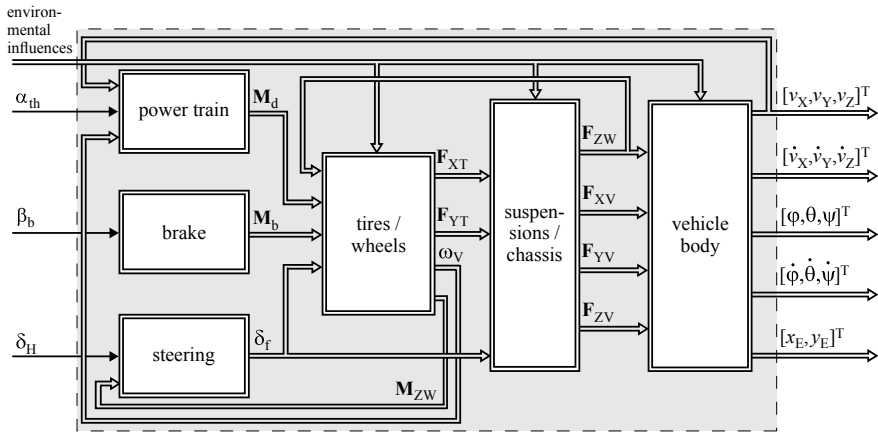 environ-
mental
influences
α_th
power train
M_d
F_ZW
[v_X,v_Y,v_Z]^T
F_XT
[v̇_X,v̇_Y,v̇_Z]^T
F_XV
β_b
brake
M_b
tires /
wheels
F_YT
suspen-
sions /
chassis
vehicle
body
[φ,θ,ψ]^T
ω_V
F_YV
[φ̇,θ̇,ψ̇]^T
F_ZV
δ_H
steering
δ_f
[x_E,y_E]^T
M_ZW